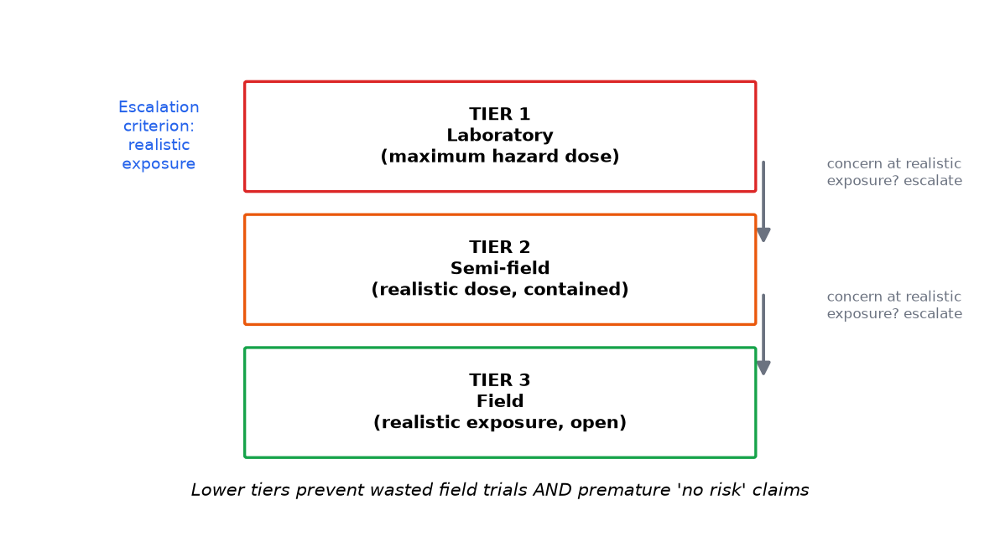 Escalation
criterion:
realistic
exposure
TIER 1
Laboratory
(maximum hazard dose)
concern at realistic
exposure? escalate
TIER 2
Semi-field
(realistic dose, contained)
concern at realistic
exposure? escalate
TIER 3
Field
(realistic exposure, open)
Lower tiers prevent wasted field trials AND premature 'no risk' claims